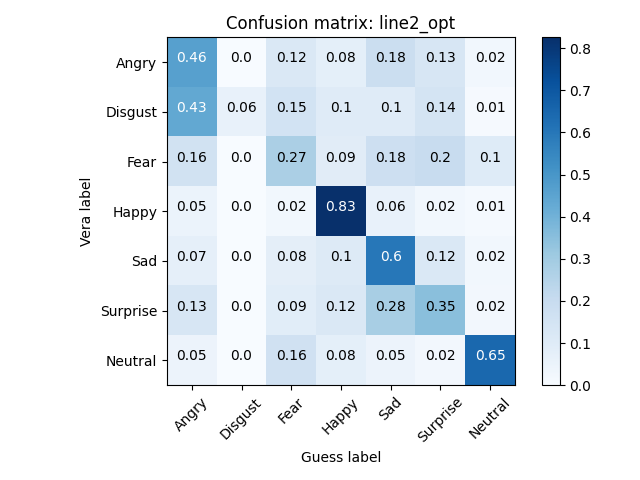 Confusion matrix: line2_opt
Vera label
Angry 0.46 0.0 0.12 0.08 0.18 0.13 0.02
Disgust 0.43 0.06 0.15 0.1 0.1 0.14 0.01
Fear 0.16 0.0 0.27 0.09 0.18 0.2 0.1
Happy 0.05 0.0 0.02 0.83 0.06 0.02 0.01
Sad 0.07 0.0 0.08 0.1 0.6 0.12 0.02
Surprise 0.13 0.0 0.09 0.12 0.28 0.35 0.02
Neutral 0.05 0.0 0.16 0.08 0.05 0.02 0.65
Angry Disgust Fear Happy Sad Surprise Neutral
Guess label
0.8
0.7
0.6
0.5
0.4
0.3
0.2
0.1
0.0